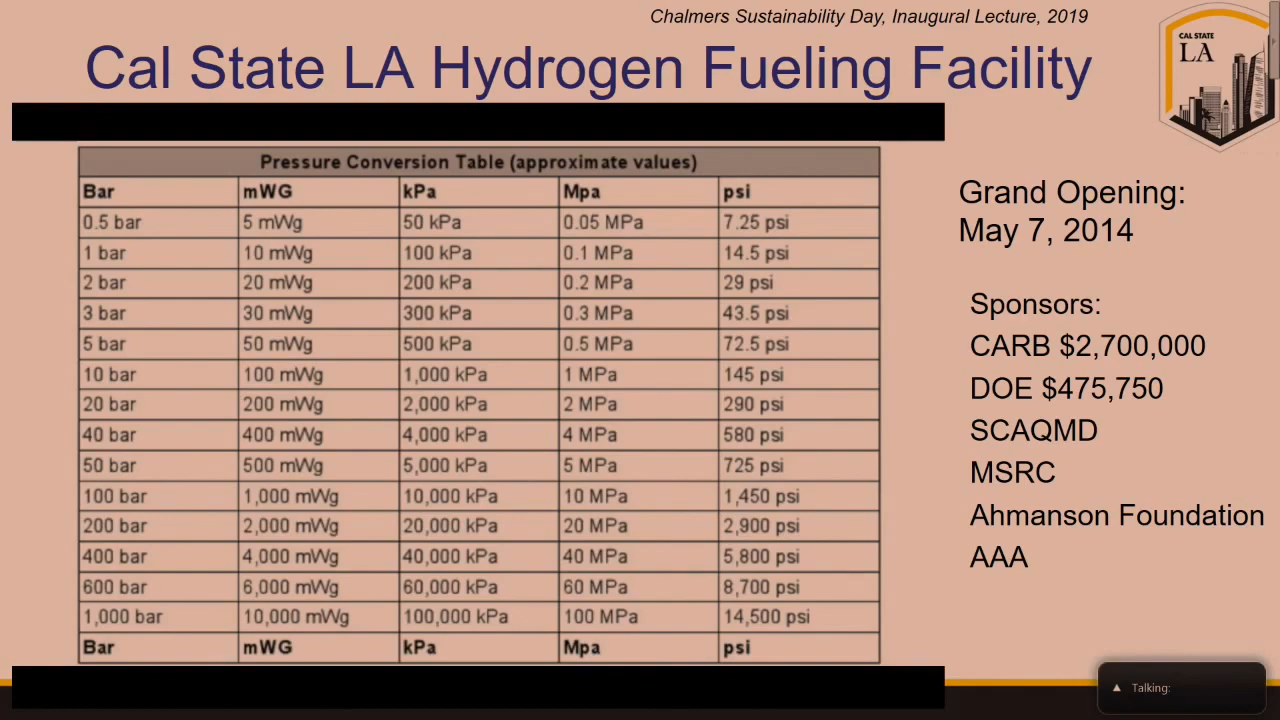 Chalmers Sustainability Day, Inaugural Lecture, 2019
Cal State LA Hydrogen Fueling Facility
CAL STATE
LA
Pressure Conversion Table (approximate values)
Bar mWG kPa Mpa psi
0.5 bar 5 mWg 50 kPa 0.05 MPa 7.25 psi
1 bar 10 mWg 100 kPa 0.1 MPa 14.5 psi
2 bar 20 mWg 200 kPa 0.2 MPa 29 psi
3 bar 30 mWg 300 kPa 0.3 MPa 43.5 psi
5 bar 50 mWg 500 kPa 0.5 MPa 72.5 psi
10 bar 100 mWg 1,000 kPa 1 MPa 145 psi
20 bar 200 mWg 2,000 kPa 2 MPa 290 psi
40 bar 400 mWg 4,000 kPa 4 MPa 580 psi
50 bar 500 mWg 5,000 kPa 5 MPa 725 psi
100 bar 1,000 mWg 10,000 kPa 10 MPa 1,450 psi
200 bar 2,000 mWg 20,000 kPa 20 MPa 2,900 psi
400 bar 4,000 mWg 40,000 kPa 40 MPa 5,800 psi
600 bar 6,000 mWg 60,000 kPa 60 MPa 8,700 psi
1,000 bar 10,000 mWg 100,000 kPa 100 MPa 14,500 psi
Bar mWG kPa Mpa psi
Grand Opening:
May 7, 2014
Sponsors:
CARB $2,700,000
DOE $475,750
SCAQMD
MSRC
Ahmanson Foundation
AAA
Talking: